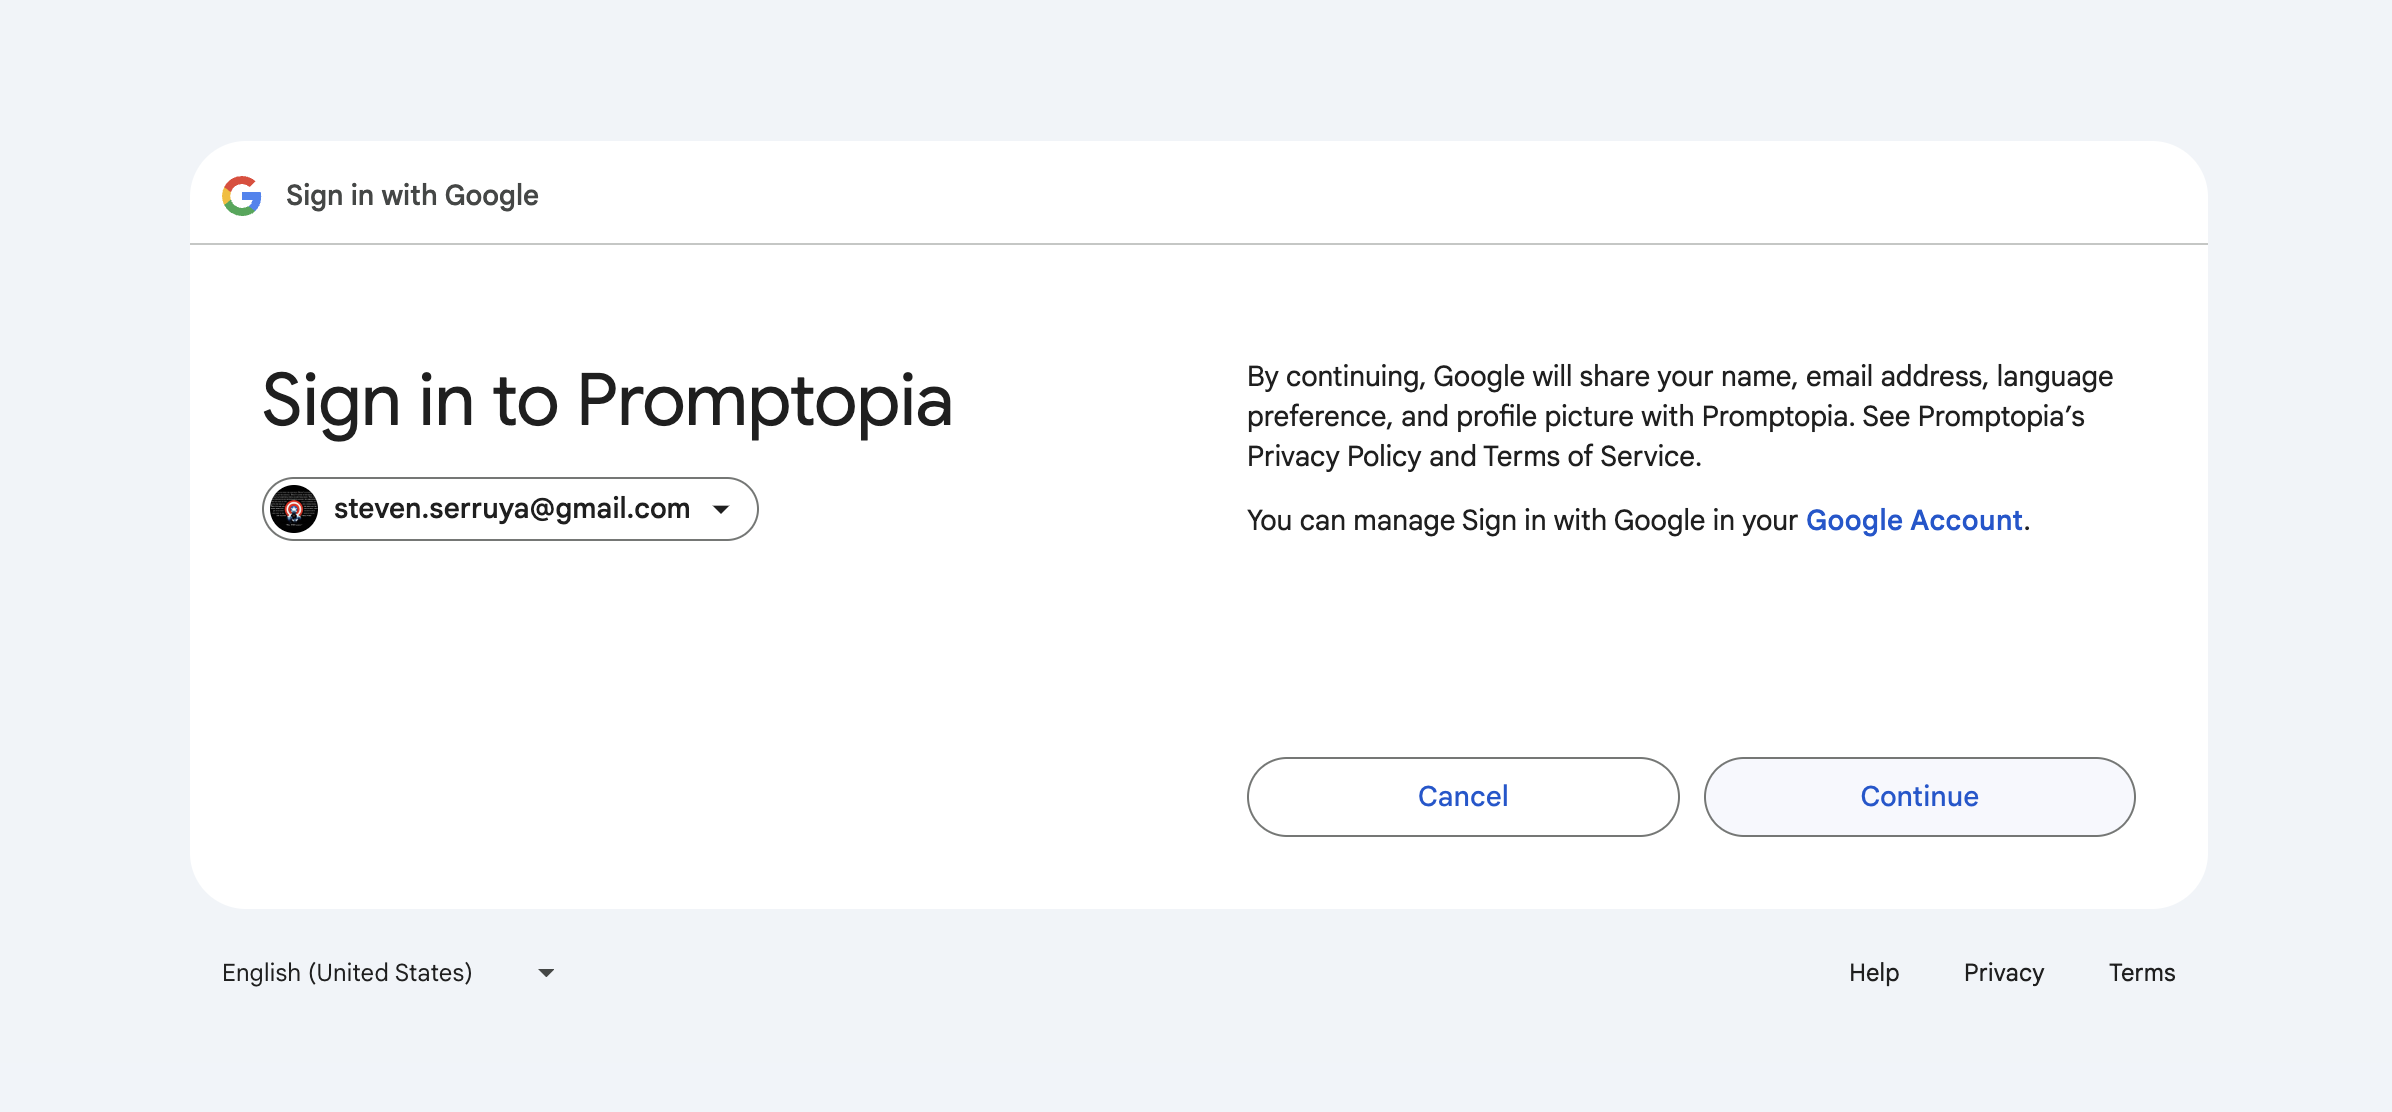 Sign in with Google
Sign in to Promptopia
steven.serruya@gmail.com
By continuing, Google will share your name, email address, language
preference, and profile picture with Promptopia. See Promptopia’s
Privacy Policy and Terms of Service.
You can manage Sign in with Google in your Google Account.
Cancel
Continue
English (United States)
Help
Privacy
Terms